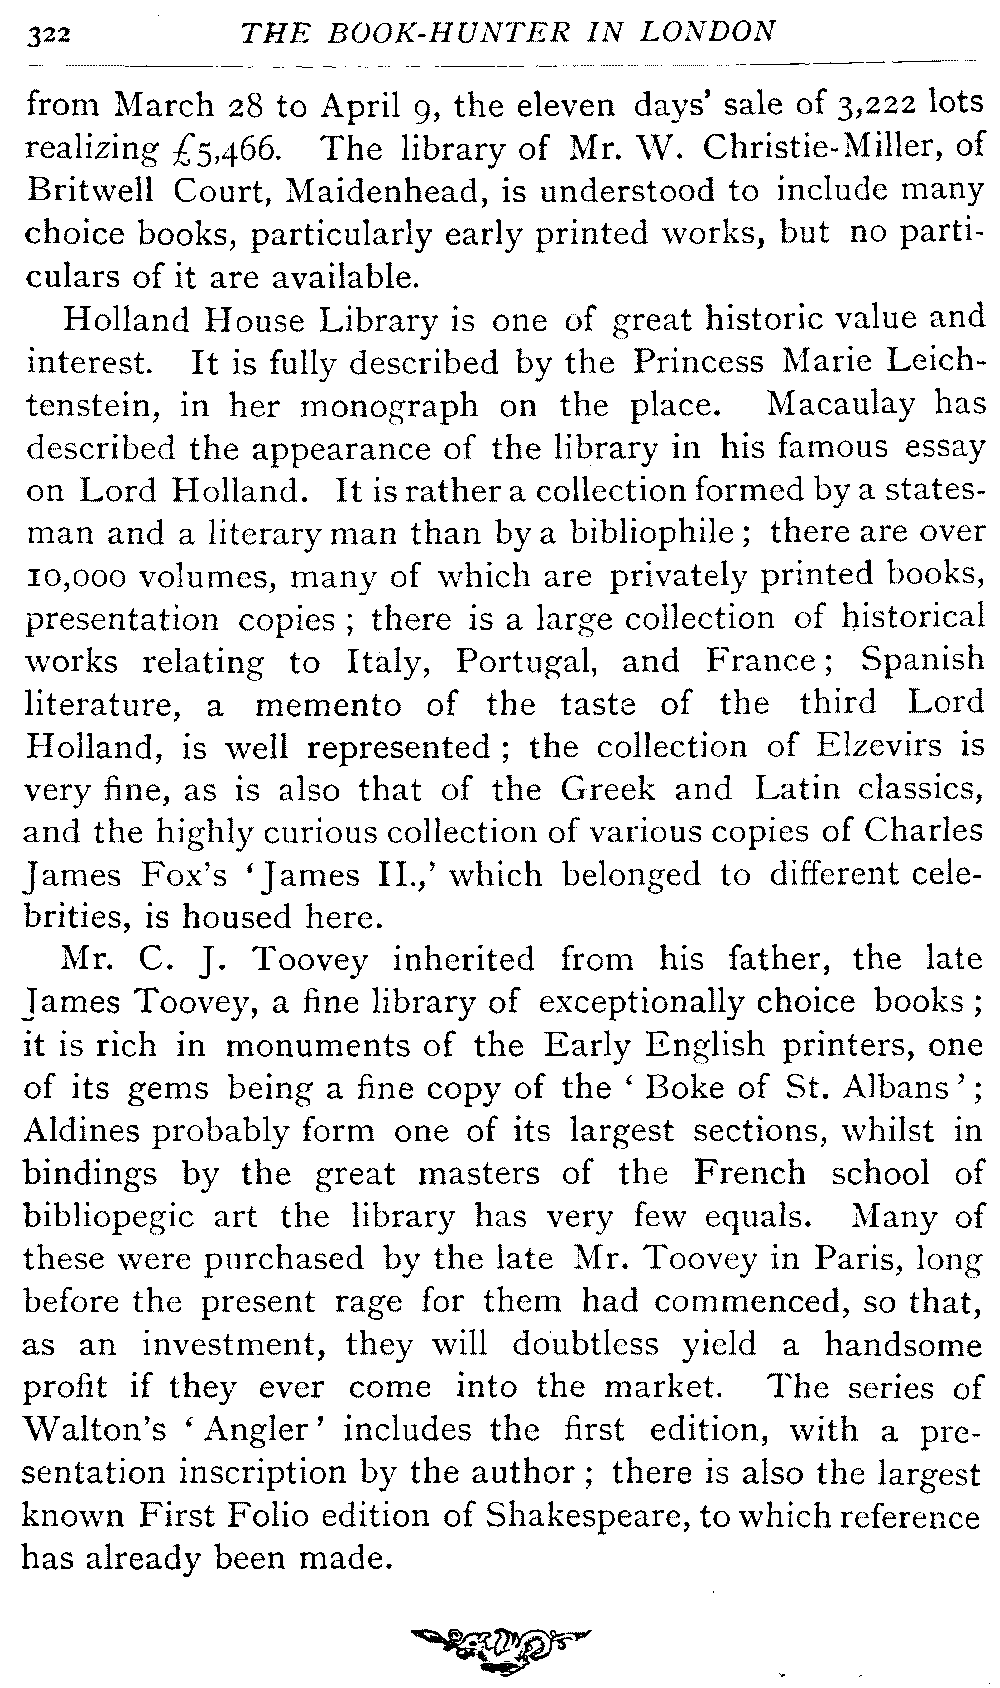 322 THE BOOK-HUNTER IN LONDON
from March 28 to April 9, the eleven days' sale of 3,222 lots
realizing £5,466. The library of Mr. W. Christie-Miller, of
Britwell Court, Maidenhead, is understood to include many
choice books, particularly early printed works, but no parti-
culars of it are available.
Holland House Library is one of great historic value and
interest. It is fully described by the Princess Marie Leich-
tenstein, in her monograph on the place. Macaulay has
described the appearance of the library in his famous essay
on Lord Holland. It is rather a collection formed by a states-
man and a literary man than by a bibliophile; there are over
10,000 volumes, many of which are privately printed books,
presentation copies; there is a large collection of historical
works relating to Italy, Portugal, and France; Spanish
literature, a memento of the taste of the third Lord
Holland, is well represented; the collection of Elzevirs is
very fine, as is also that of the Greek and Latin classics,
and the highly curious collection of various copies of Charles
James Fox's 'James II.,' which belonged to different cele-
brities, is housed here.
Mr. C. J. Toovey inherited from his father, the late
James Toovey, a fine library of exceptionally choice books;
it is rich in monuments of the Early English printers, one
of its gems being a fine copy of the 'Boke of St. Albans';
Aldines probably form one of its largest sections, whilst in
bindings by the great masters of the French school of
bibliopegic art the library has very few equals. Many of
these were purchased by the late Mr. Toovey in Paris, long
before the present rage for them had commenced, so that,
as an investment, they will doubtless yield a handsome
profit if they ever come into the market. The series of
Walton's 'Angler' includes the first edition, with a pre-
sentation inscription by the author; there is also the largest
known First Folio edition of Shakespeare, to which reference
has already been made.